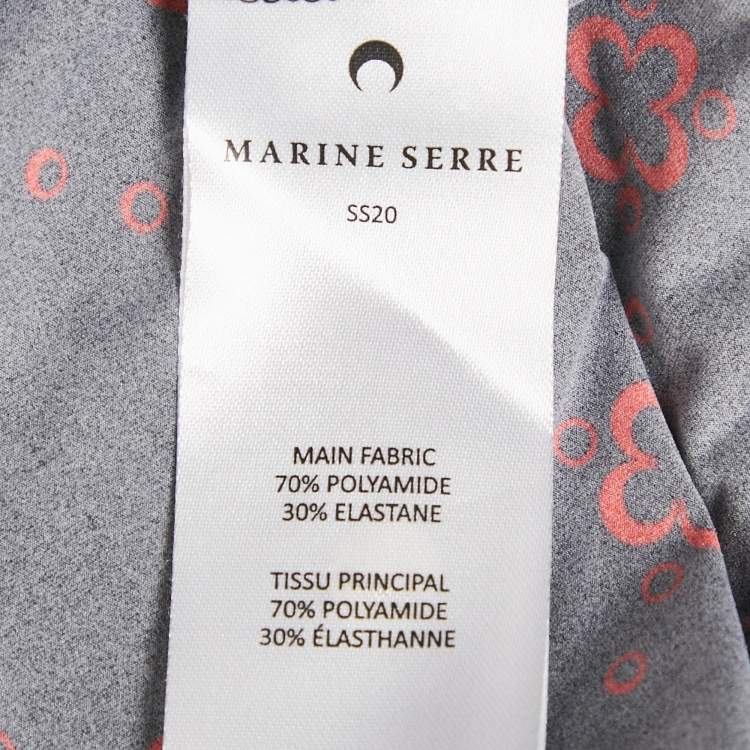 MARINE SERRE
SS20
MAIN FABRIC
70% POLYAMIDE
30% ELASTANE
TISSU PRINCIPAL
70% POLYAMIDE
30% ÉLASTHANNE